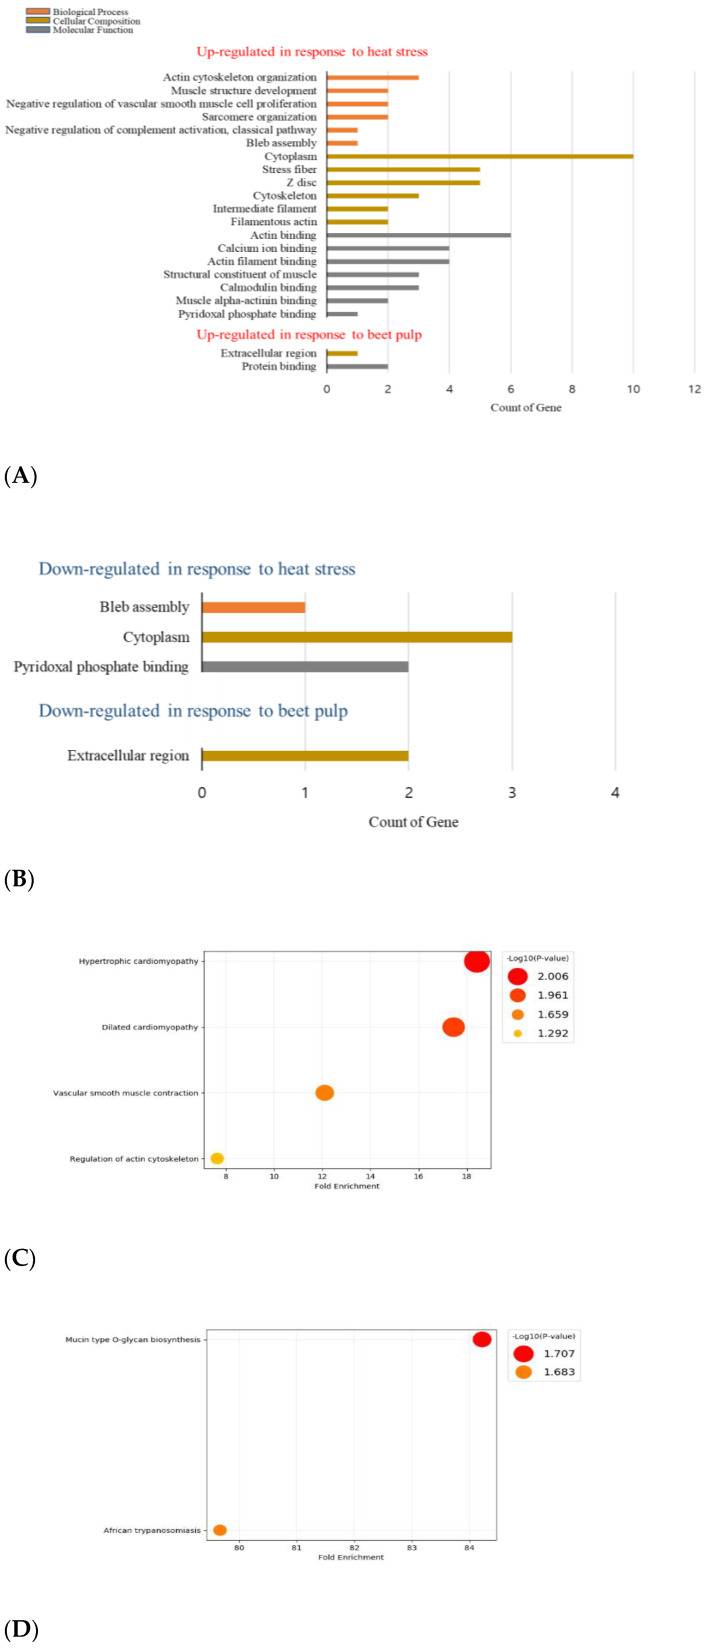 Biological Process
Cellular Composition
Molecular Function
Up-regulated in response to heat stress
Actin cytoskeleton organization
Muscle structure development
Negative regulation of vascular smooth muscle cell proliferation
Sarcomere organization
Negative regulation of complement activation, classical pathway
Bleb assembly
Cytoplasm
Stress fiber
Z disc
Cytoskeleton
Intermediate filament
Filamentous actin
Actin binding
Calcium ion binding
Actin filament binding
Structural constituent of muscle
Calmodulin binding
Muscle alpha-actinin binding
Pyridoxal phosphate binding
Up-regulated in response to beet pulp
Extracellular region
Protein binding
0 2 4 6 8 10 12
Count of Gene
(A)
Down-regulated in response to heat stress
Bleb assembly
Cytoplasm
Pyridoxal phosphate binding
Down-regulated in response to beet pulp
Extracellular region
0 1 2 3 4
Count of Gene
(B)
Hypertrophic cardiomyopathy
Dilated cardiomyopathy
Vascular smooth muscle contraction
Regulation of actin cytoskeleton
8 10 12 14 16 18
Fold Enrichment
-Log10(P-value)
2.006
1.961
1.659
1.292
(C)
Mucin type O-glycan biosynthesis
African trypanosomiasis
80 81 82 83 84
Fold Enrichment
-Log10(P-value)
1.707
1.683
(D)